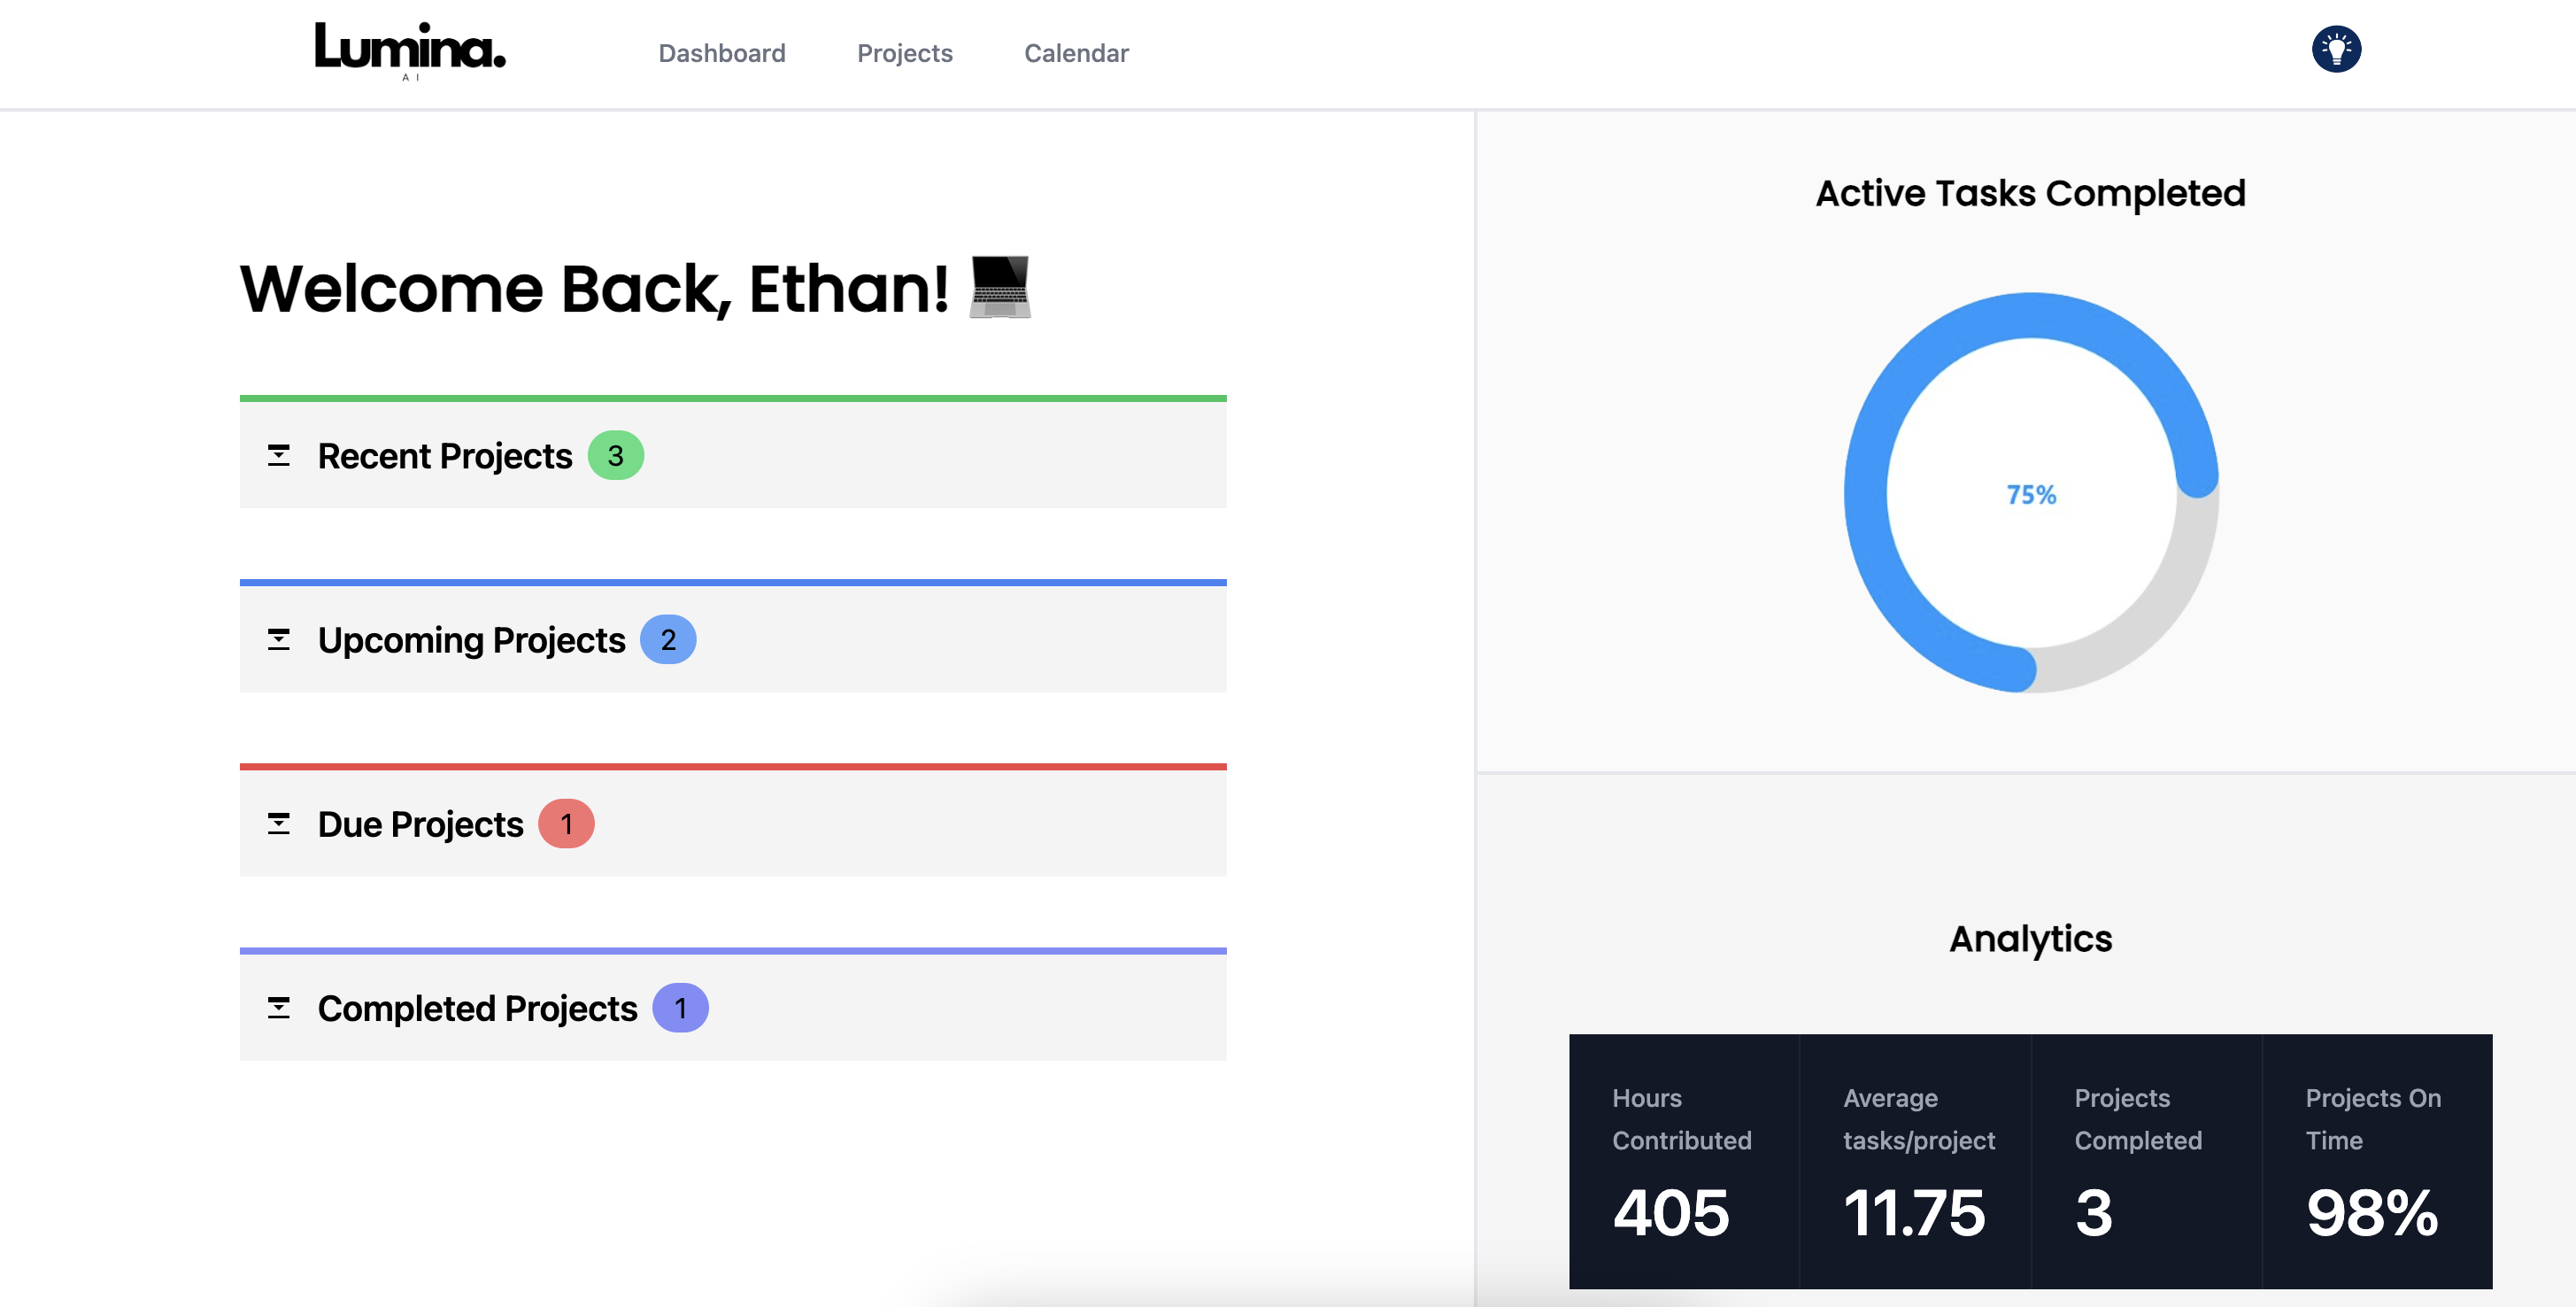 Lumina.
AI
Dashboard
Projects
Calendar
Welcome Back, Ethan! 💻
Recent Projects 3
Upcoming Projects 2
Due Projects 1
Completed Projects 1
Active Tasks Completed
75%
Analytics
Hours
Contributed
405
Average
tasks/project
11.75
Projects
Completed
3
Projects On
Time
98%